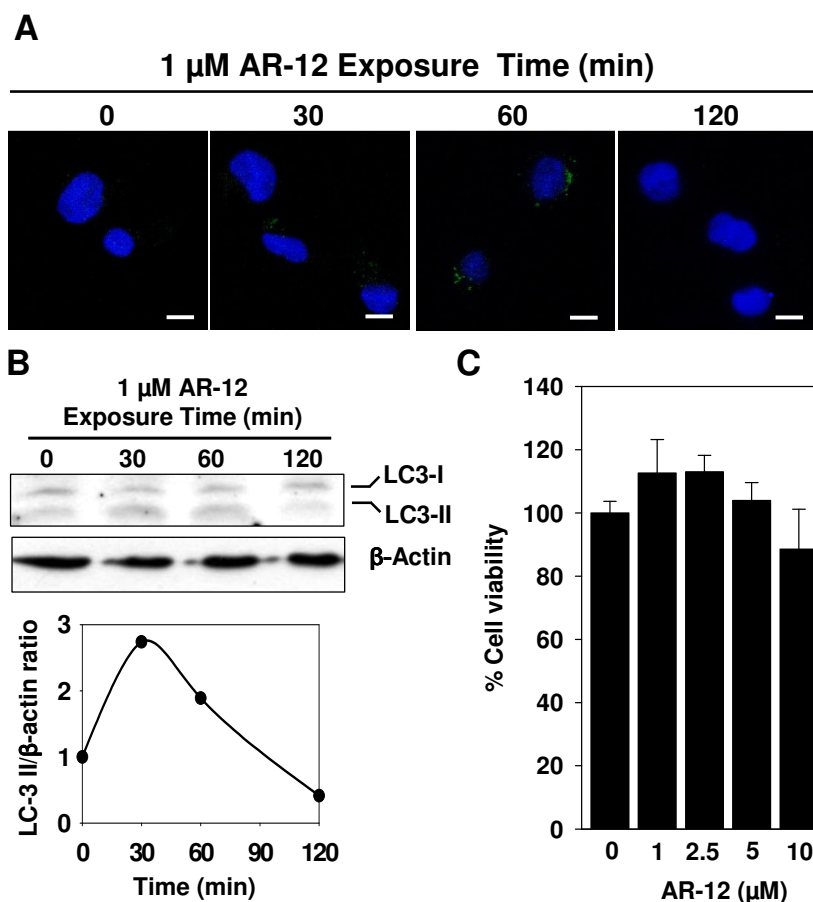 A
1 µM AR-12 Exposure Time (min)
0 30 60 120
B
1 µM AR-12
Exposure Time (min)
0 30 60 120
LC3-I
LC3-II
β-Actin
LC-3 II/β-actin ratio
3
2
1
0
0 30 60 90 120
Time (min)
C
% Cell viability
140
120
100
80
60
40
20
0
0 1 2.5 5 10
AR-12 (µM)